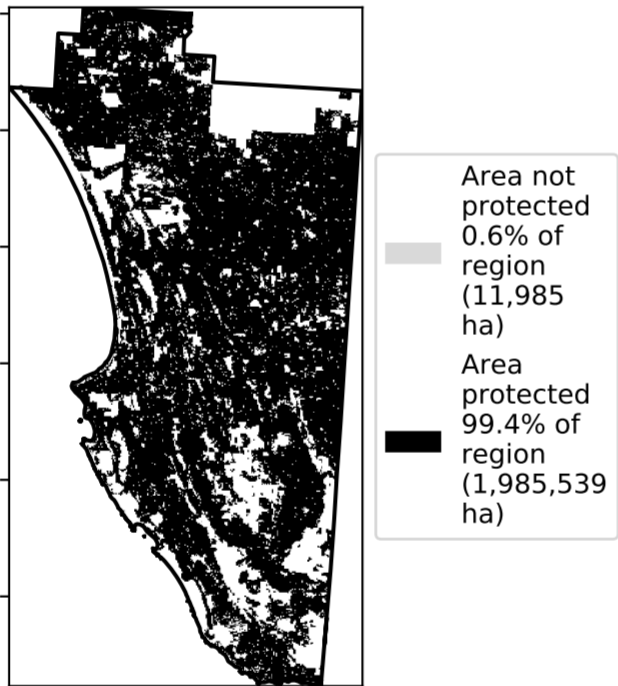 Area not
protected
0.6% of
region
(11,985
ha)
Area
protected
99.4% of
region
(1,985,539
ha)